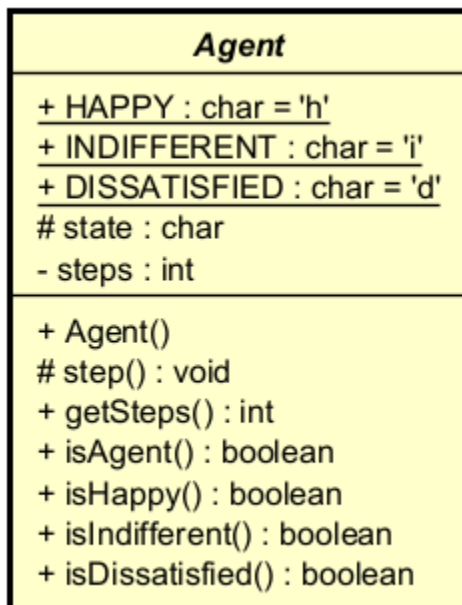 Agent
+ HAPPY : char = 'h'
+ INDIFFERENT : char = 'i'
+ DISSATISFIED : char = 'd'
# state : char
- steps : int
+ Agent()
# step() : void
+ getSteps() : int
+ isAgent() : boolean
+ isHappy() : boolean
+ isIndifferent() : boolean
+ isDissatisfied() : boolean